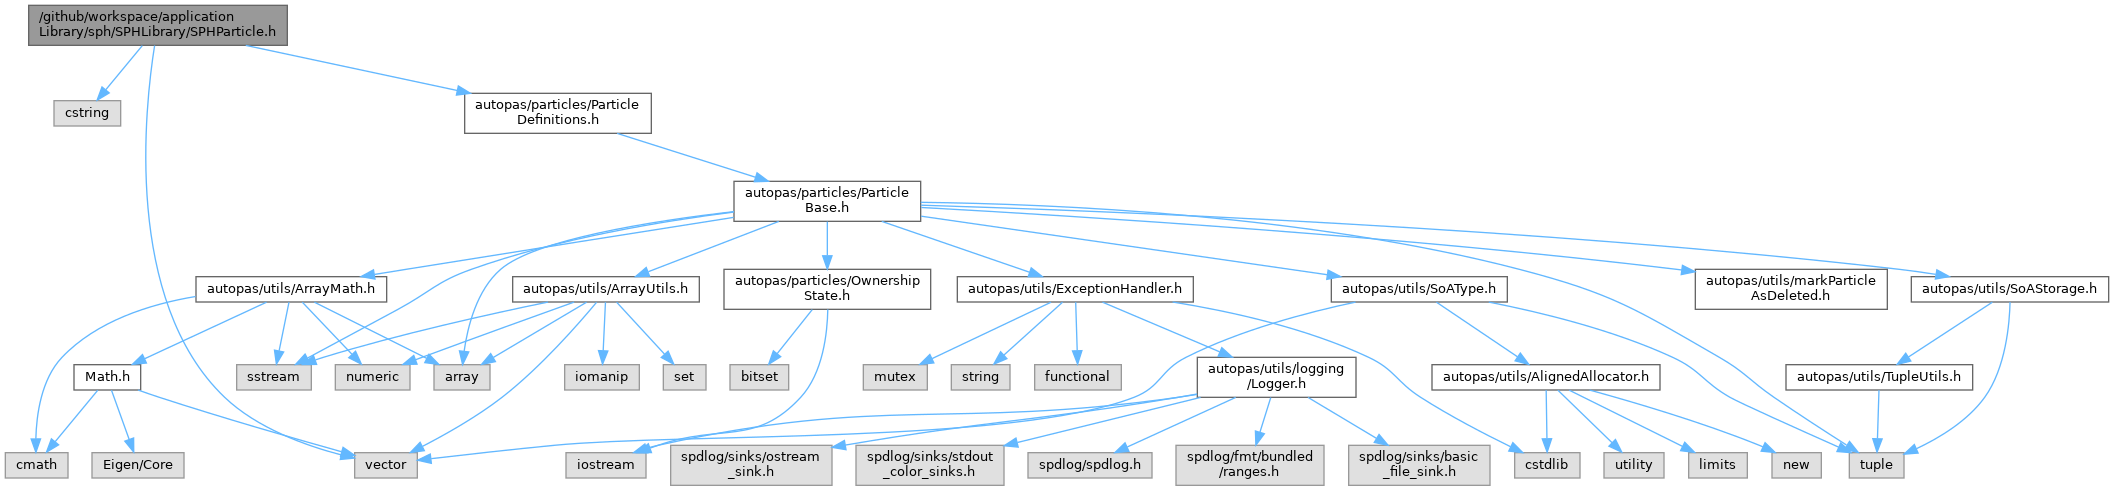 /github/workspace/application
Library/sph/SPHLibrary/SPHParticle.h
cstring
autopas/particles/Particle
Definitions.h
autopas/particles/Particle
Base.h
autopas/utils/ArrayMath.h
autopas/utils/ArrayUtils.h
autopas/particles/Ownership
State.h
autopas/utils/ExceptionHandler.h
autopas/utils/SoAType.h
autopas/utils/markParticle
AsDeleted.h
autopas/utils/SoAStorage.h
Math.h
sstream
numeric
array
iomanip
set
bitset
mutex
string
functional
autopas/utils/logging
/Logger.h
autopas/utils/AlignedAllocator.h
autopas/utils/TupleUtils.h
cmath
Eigen/Core
vector
iostream
spdlog/sinks/ostream
_sink.h
spdlog/sinks/stdout
_color_sinks.h
spdlog/spdlog.h
spdlog/fmt/bundled
/ranges.h
spdlog/sinks/basic
_file_sink.h
cstdlib
utility
limits
new
tuple